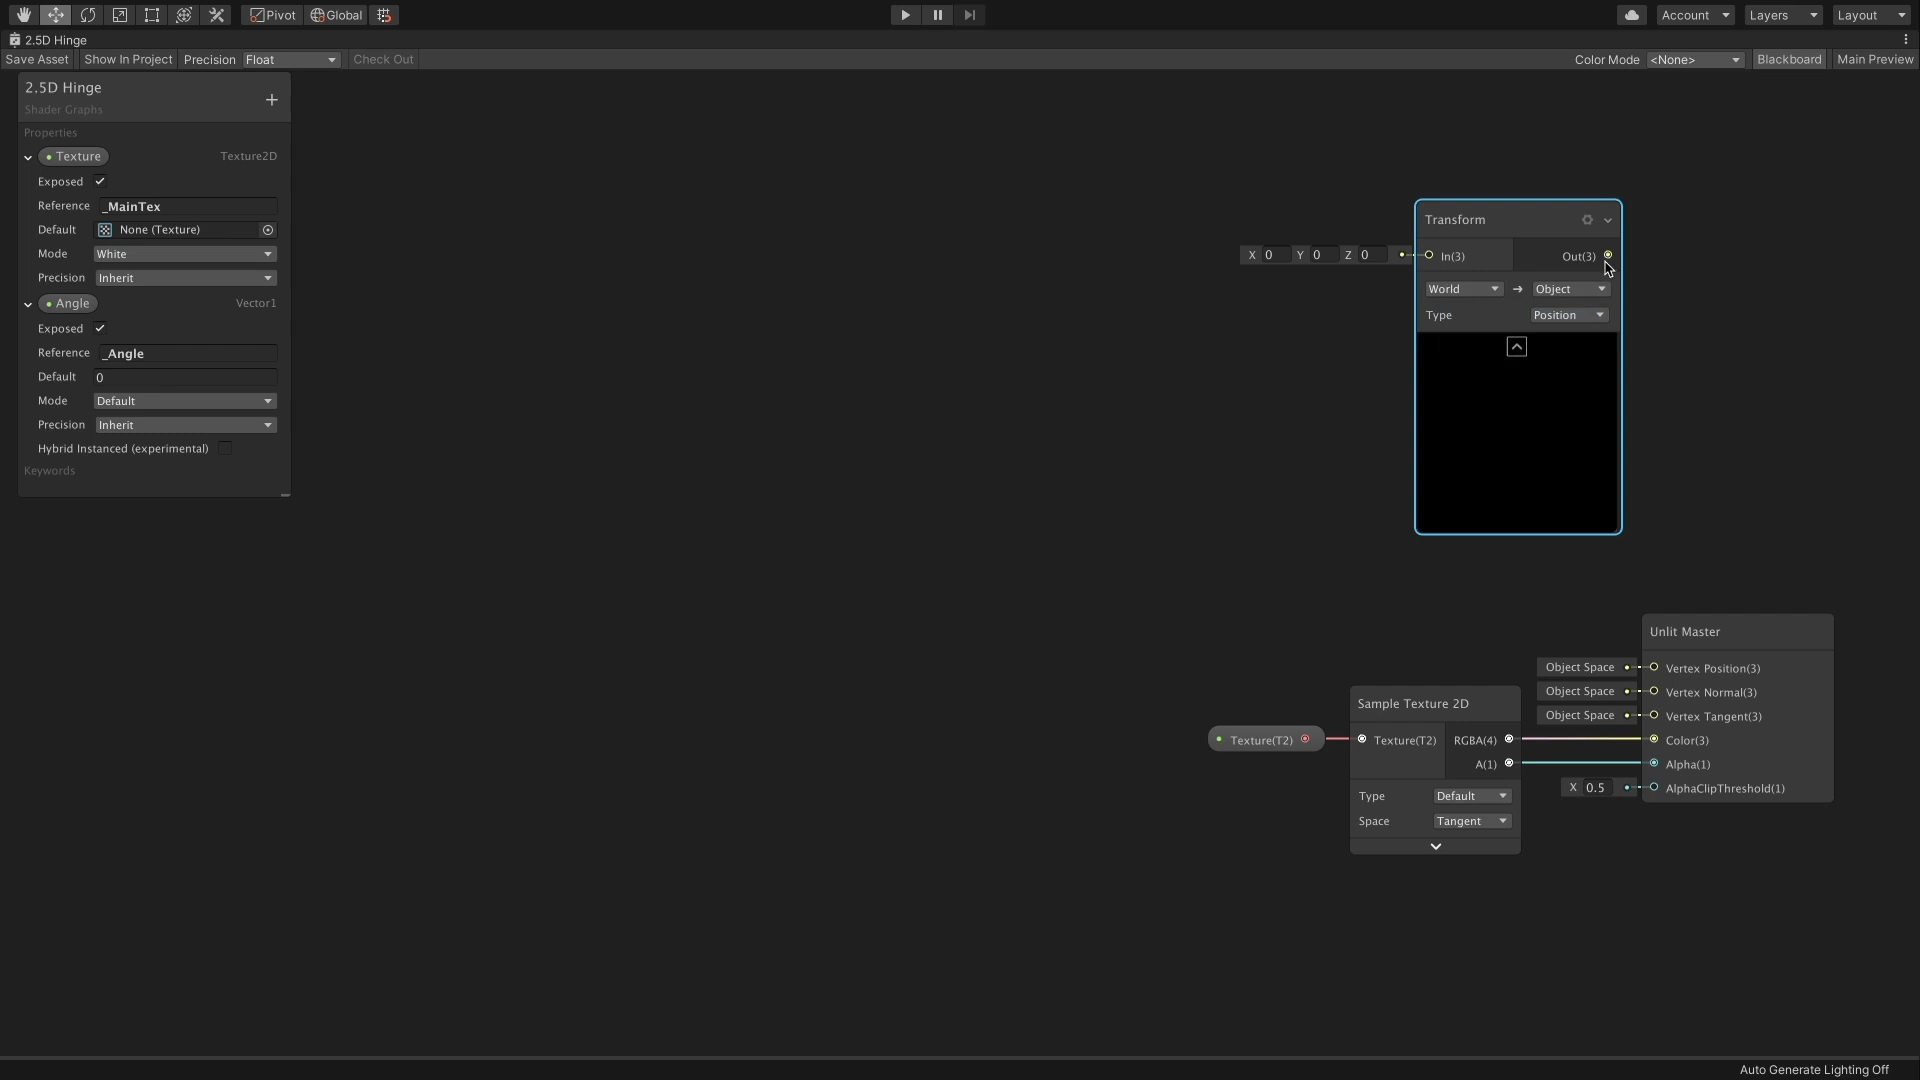 Pivot Global Account Layers Layout
2.5D Hinge
Save Asset Show In Project Precision Float Check Out Color Mode <None> Blackboard Main Preview
2.5D Hinge
Shader Graphs
Properties
Texture Texture2D
Exposed
Reference _MainTex
Default None (Texture)
Mode White
Precision Inherit
Angle Vector1
Exposed
Reference _Angle
Default 0
Mode Default
Precision Inherit
Hybrid Instanced (experimental)
Keywords
Transform
X 0 Y 0 Z 0 In(3) Out(3)
World Object
Type Position
Unlit Master
Object Space Vertex Position(3)
Object Space Vertex Normal(3)
Object Space Vertex Tangent(3)
Color(3)
Alpha(1)
X 0.5 AlphaClipThreshold(1)
Sample Texture 2D
Texture(T2) Texture(T2) RGBA(4)
A(1)
Type Default
Space Tangent
Auto Generate Lighting Off